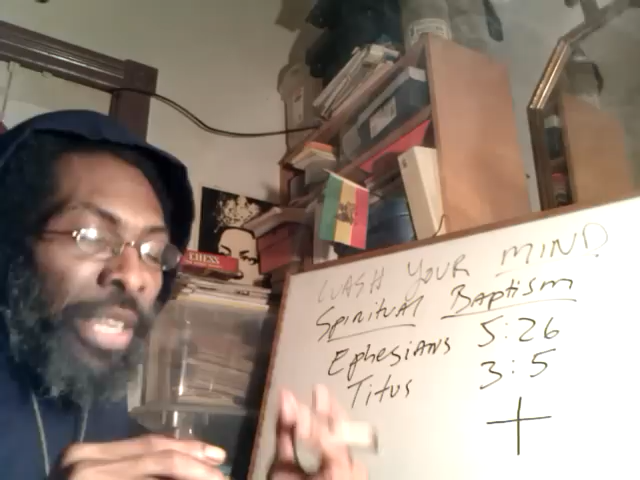 CHESS
WASH YOUR MIND
Spiritual Baptism
Ephesians 5:26
Titus 3:5